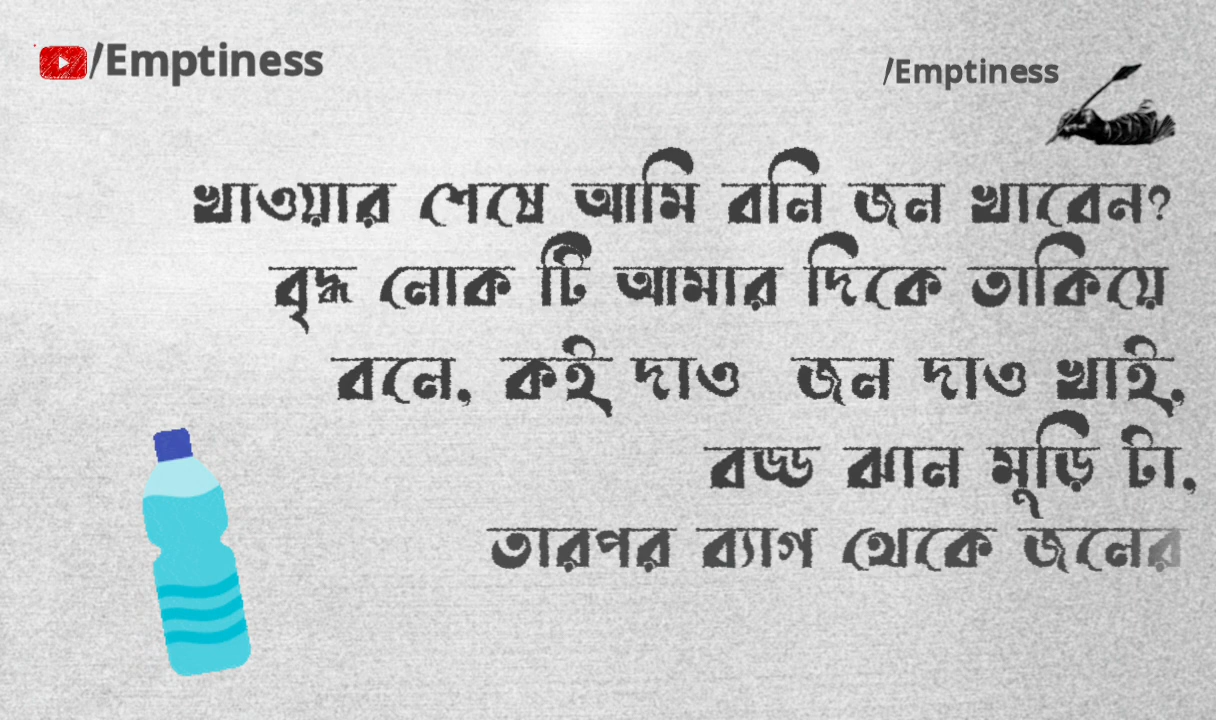 /Emptiness
/Emptiness
খাওয়ার শেষে আমি বলি জল খাবেন?
বৃদ্ধ লোক টি আমার দিকে তাকিয়ে
বলে, কই দাও জল দাও খাই,
বড্ড ঝাল মুড়ি টা,
তারপর ব্যাগ থেকে জলের